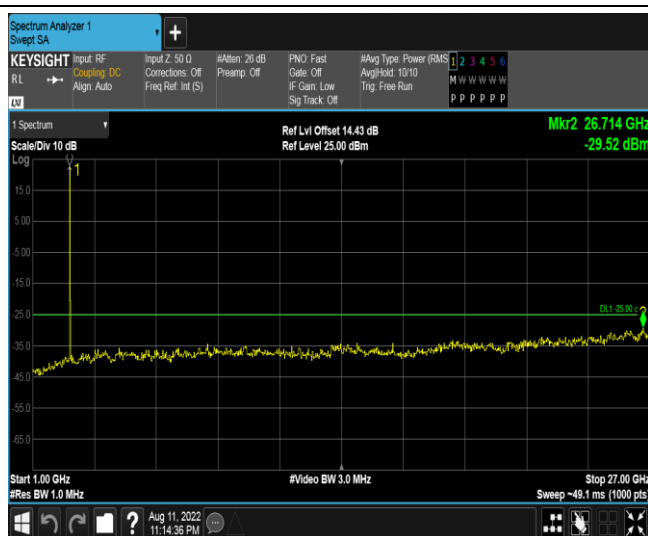 Spectrum Analyzer 1
Swept SA
+
KEYSIGHT
RL
LXI
Input: RF
Coupling: DC
Align: Auto
Input Z: 50 Ω
Corrections: Off
Freq Ref: Int (S)
#Atten: 26 dB
Preamp: Off
PNO: Fast
Gate: Off
IF Gain: Low
Sig Track: Off
#Avg Type: Power (RMS
Avg|Hold: 10/10
Trig: Free Run
1 2 3 4 5 6
M W W W W W
P P P P P P
1 Spectrum
Scale/Div 10 dB
Ref Lvl Offset 14.43 dB
Ref Level 25.00 dBm
Mkr2 26.714 GHz
-29.52 dBm
Log
1
15.0
5.00
-5.00
-15.0
-25.0
DL1 -25.00
2
-35.0
-45.0
-55.0
-65.0
Start 1.00 GHz
#Video BW 3.0 MHz
Stop 27.00 GHz
#Res BW 1.0 MHz
Sweep ~49.1 ms (1000 pts)
?
Aug 11, 2022
11:14:36 PM